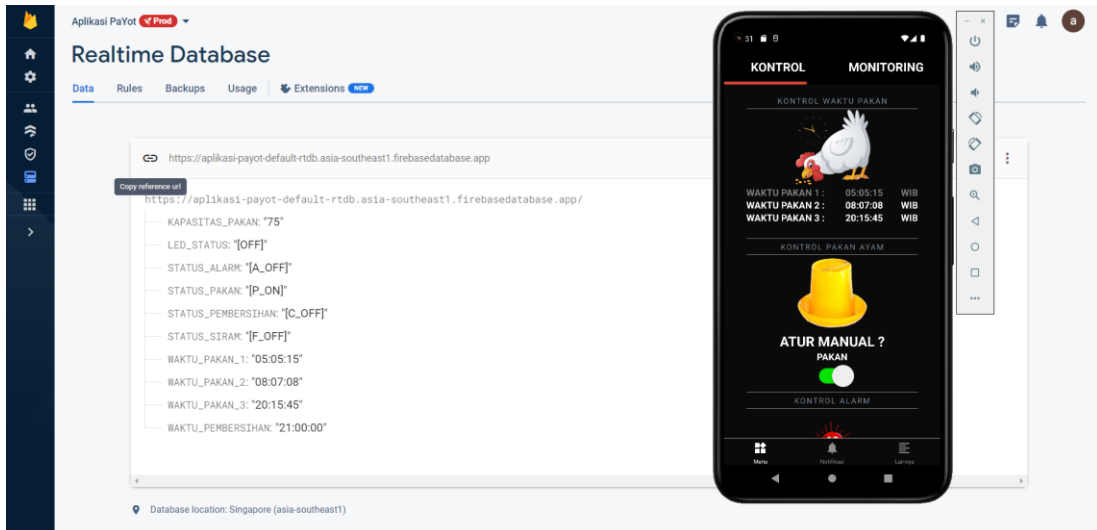 Aplikasi PaYot Prod
a
Realtime Database
Data Rules Backups Usage Extensions NEW
https://aplikasi-payot-default-rtdb.asia-southeast1.firebasedatabase.app
Copy reference url
https://aplikasi-payot-default-rtdb.asia-southeast1.firebasedatabase.app/
KAPASITAS_PAKAN: "75"
LED_STATUS: "[OFF]"
STATUS_ALARM: "[A_OFF]"
STATUS_PAKAN: "[P_ON]"
STATUS_PEMBERSIHAN: "[C_OFF]"
STATUS_SIRAM: "[F_OFF]"
WAKTU_PAKAN_1: "05:05:15"
WAKTU_PAKAN_2: "08:07:08"
WAKTU_PAKAN_3: "20:15:45"
WAKTU_PEMBERSIHAN: "21:00:00"
Database location: Singapore (asia-southeast1)
KONTROL MONITORING
KONTROL WAKTU PAKAN
WAKTU PAKAN 1 : 05:05:15 WIB
WAKTU PAKAN 2 : 08:07:08 WIB
WAKTU PAKAN 3 : 20:15:45 WIB
KONTROL PAKAN AYAM
ATUR MANUAL ?
PAKAN
KONTROL ALARM
Menu Notifikasi Lainnya